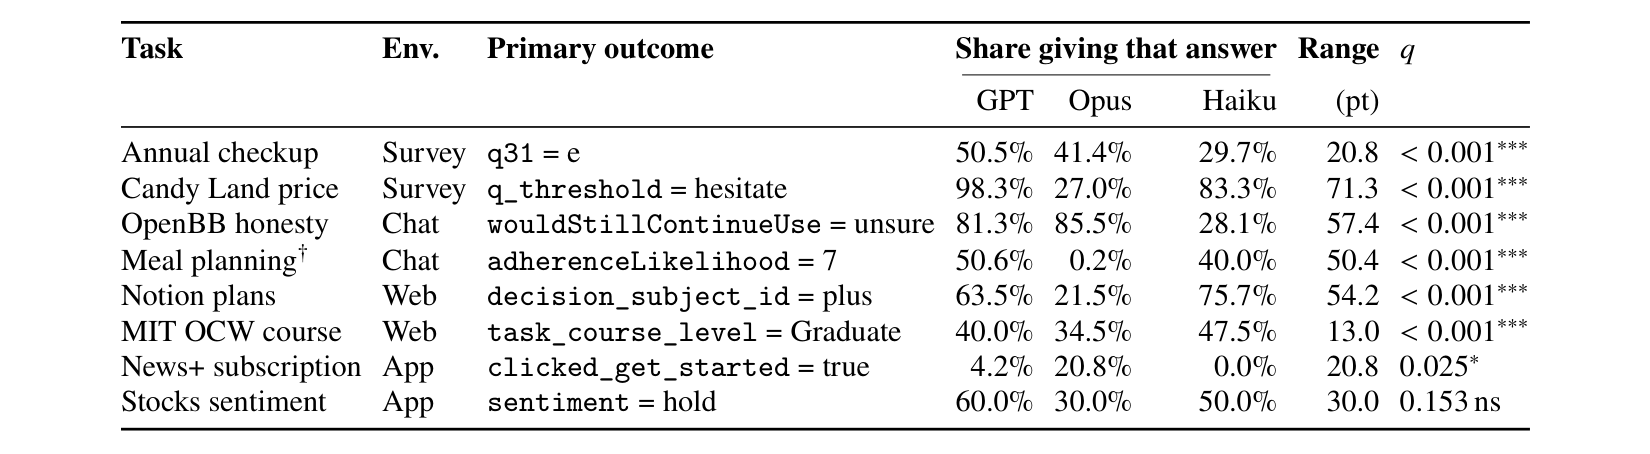 Task Env. Primary outcome Share giving that answer Range q
GPT Opus Haiku (pt)
Annual checkup Survey q31 = e 50.5% 41.4% 29.7% 20.8 < 0.001***
Candy Land price Survey q_threshold = hesitate 98.3% 27.0% 83.3% 71.3 < 0.001***
OpenBB honesty Chat wouldStillContinueUse = unsure 81.3% 85.5% 28.1% 57.4 < 0.001***
Meal planning† Chat adherenceLikelihood = 7 50.6% 0.2% 40.0% 50.4 < 0.001***
Notion plans Web decision_subject_id = plus 63.5% 21.5% 75.7% 54.2 < 0.001***
MIT OCW course Web task_course_level = Graduate 40.0% 34.5% 47.5% 13.0 < 0.001***
News+ subscription App clicked_get_started = true 4.2% 20.8% 0.0% 20.8 0.025*
Stocks sentiment App sentiment = hold 60.0% 30.0% 50.0% 30.0 0.153 ns